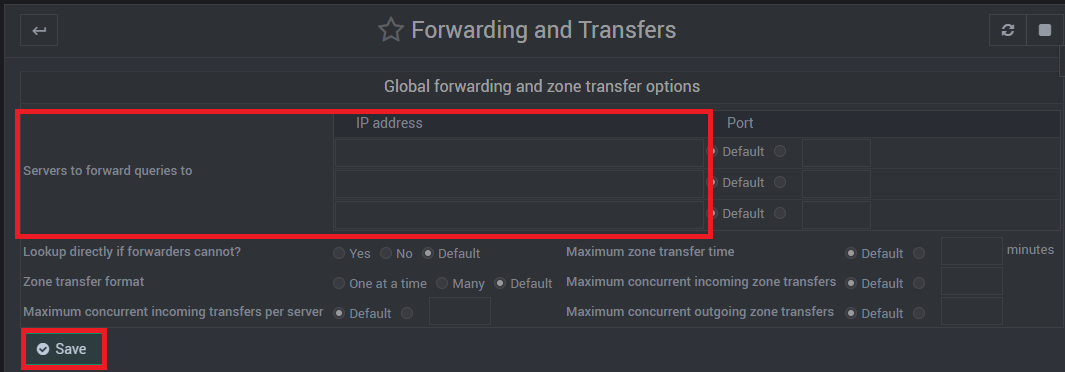 Forwarding and Transfers
Global forwarding and zone transfer options
IP address Port
Servers to forward queries to
Default
Default
Default
Lookup directly if forwarders cannot? Yes No Default Maximum zone transfer time Default minutes
Zone transfer format One at a time Many Default Maximum concurrent incoming zone transfers Default
Maximum concurrent incoming transfers per server Default Maximum concurrent outgoing zone transfers Default
Save